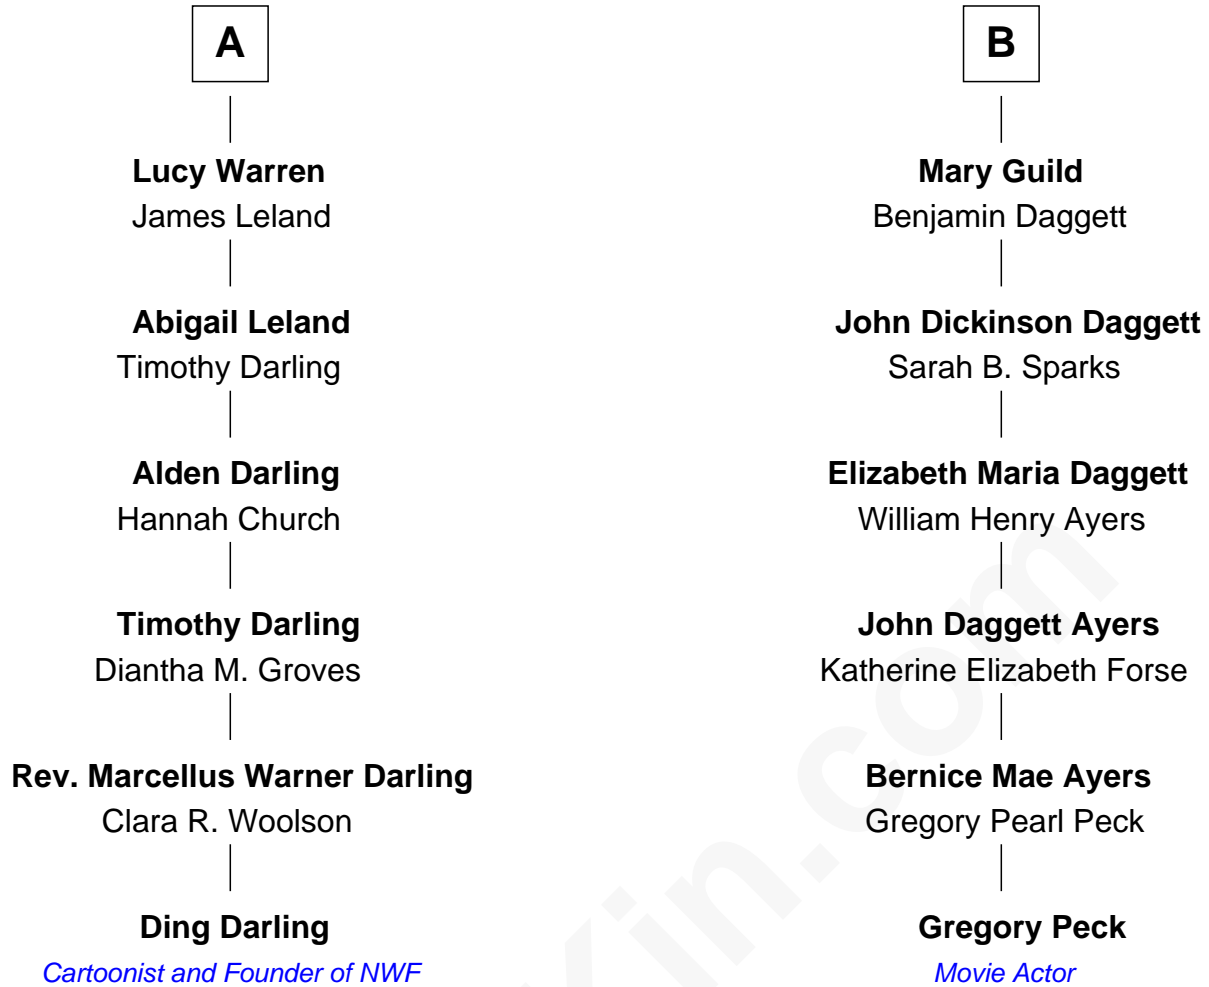 A
B
Lucy Warren
James Leland
Mary Guild
Benjamin Daggett
Abigail Leland
Timothy Darling
John Dickinson Daggett
Sarah B. Sparks
Alden Darling
Hannah Church
Elizabeth Maria Daggett
William Henry Ayers
Timothy Darling
Diantha M. Groves
John Daggett Ayers
Katherine Elizabeth Forse
Rev. Marcellus Warner Darling
Clara R. Woolson
Bernice Mae Ayers
Gregory Pearl Peck
Ding Darling
Cartoonist and Founder of NWF
Gregory Peck
Movie Actor